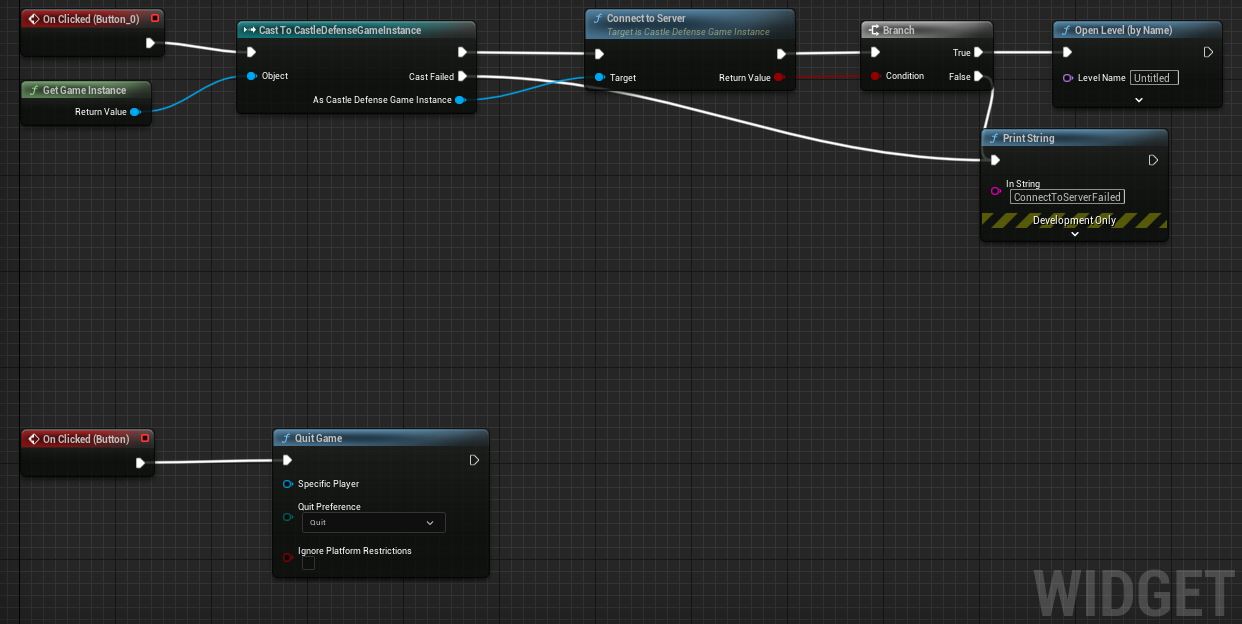 On Clicked (Button_0)
Get Game Instance
Return Value
Cast To CastleDefenseGameInstance
Object
Cast Failed
As Castle Defense Game Instance
Connect to Server
Target is Castle Defense Game Instance
Target
Return Value
Branch
Condition
True
False
Open Level (by Name)
Level Name Untitled
Print String
In String
ConnectToServerFailed
Development Only
On Clicked (Button)
Quit Game
Specific Player
Quit Preference
Quit
Ignore Platform Restrictions
WIDGET